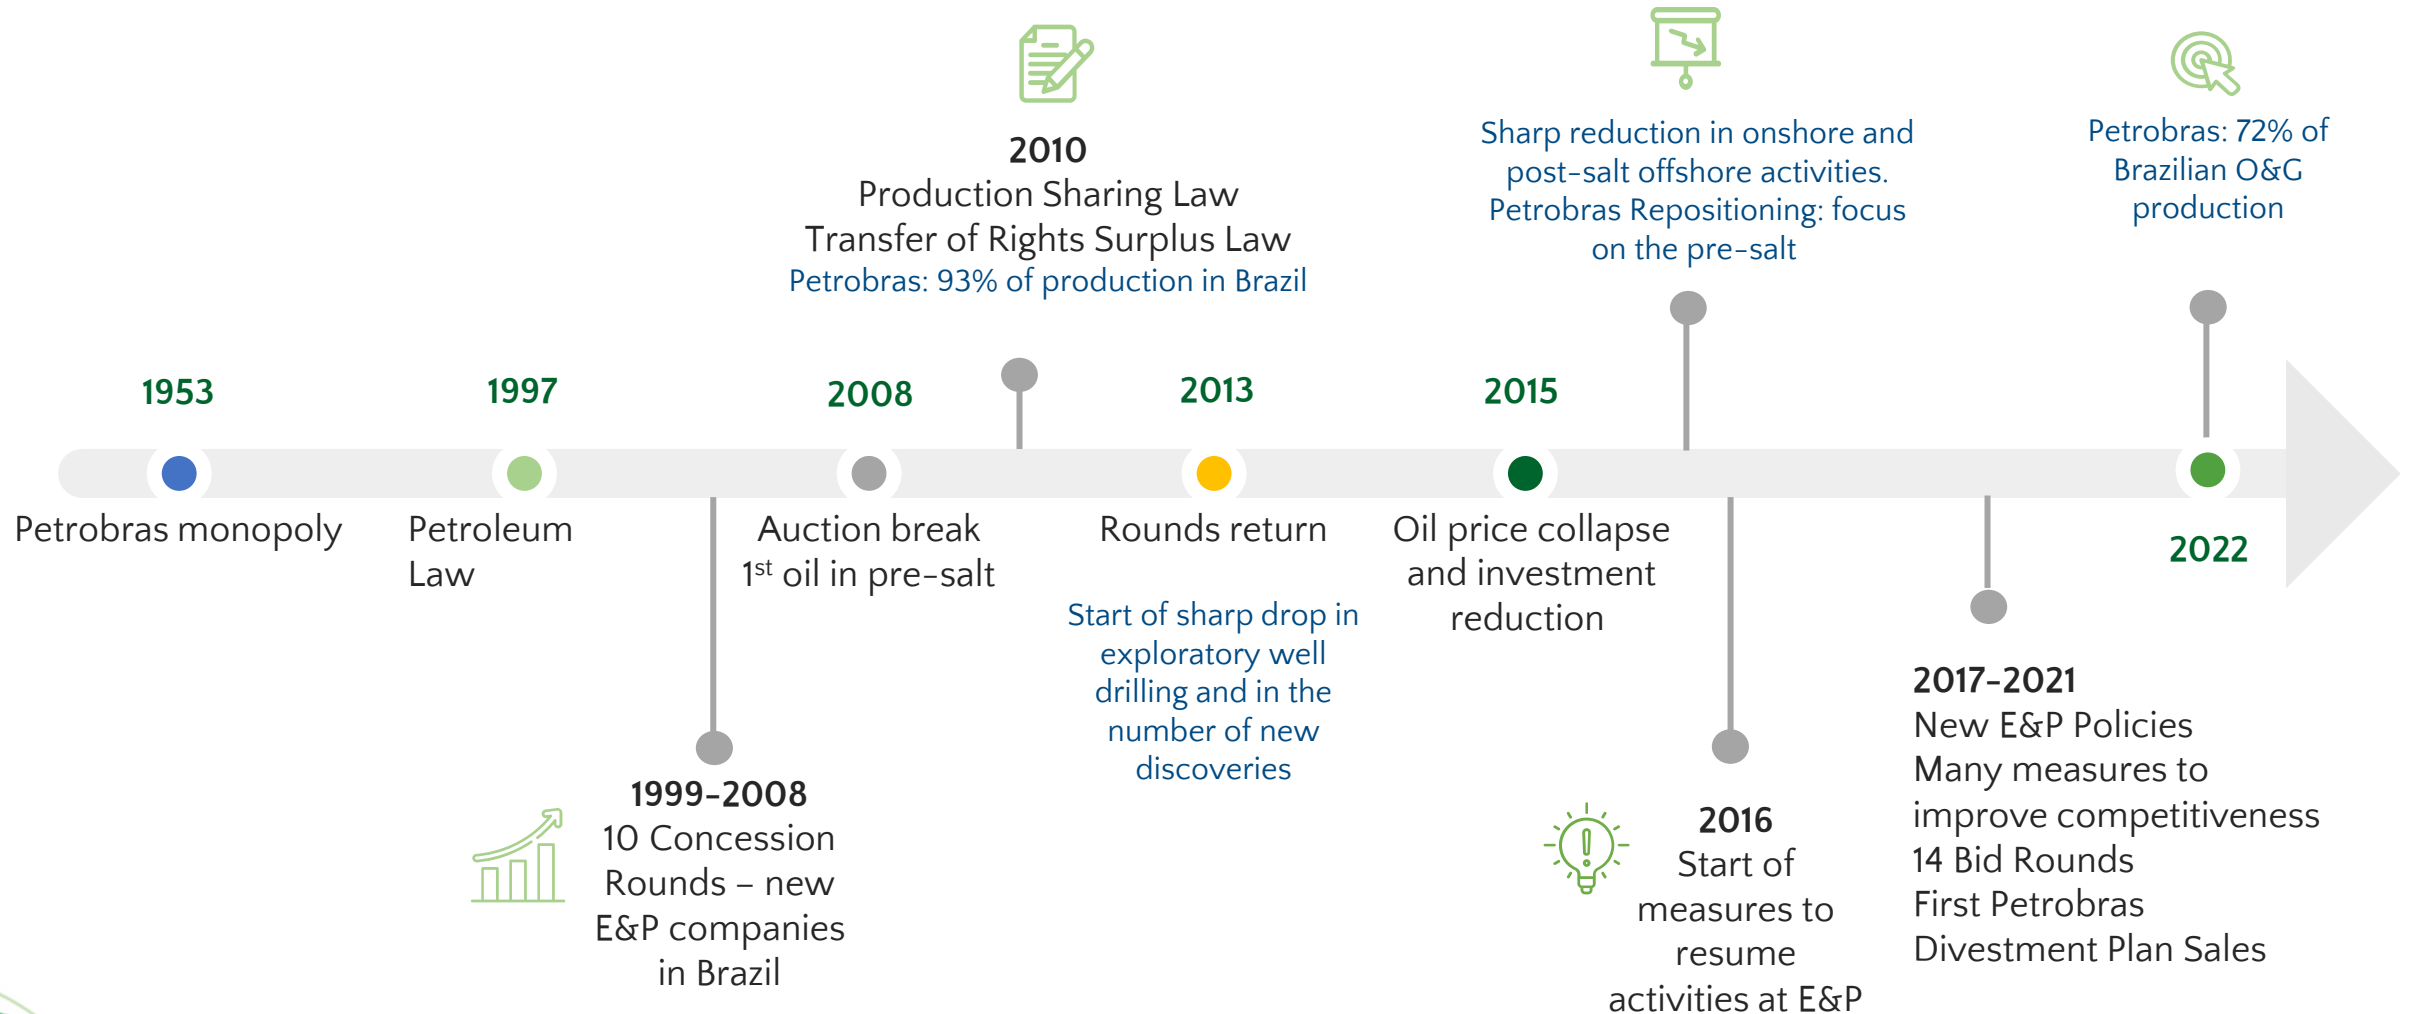 2010
Production Sharing Law
Transfer of Rights Surplus Law
Petrobras: 93% of production in Brazil
Sharp reduction in onshore and
post-salt offshore activities.
Petrobras Repositioning: focus
on the pre-salt
Petrobras: 72% of
Brazilian O&G
production
1953
Petrobras monopoly
1997
Petroleum
Law
2008
Auction break
1st oil in pre-salt
2013
Rounds return
Start of sharp drop in
exploratory well
drilling and in the
number of new
discoveries
2015
Oil price collapse
and investment
reduction
2022
1999-2008
10 Concession
Rounds – new
E&P companies
in Brazil
2016
Start of
measures to
resume
activities at E&P
2017-2021
New E&P Policies
Many measures to
improve competitiveness
14 Bid Rounds
First Petrobras
Divestment Plan Sales